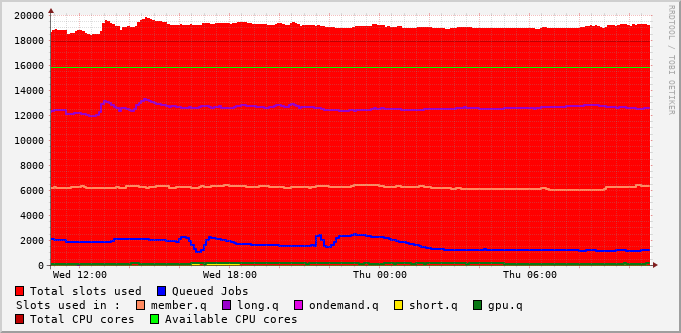 20000
18000
16000
14000
12000
10000
8000
6000
4000
2000
0
Wed 12:00 Wed 18:00 Thu 00:00 Thu 06:00
RRDTOOL / TOBI OETIKER
Total slots used Queued Jobs
Slots used in : member.q long.q ondemand.q short.q gpu.q
Total CPU cores Available CPU cores